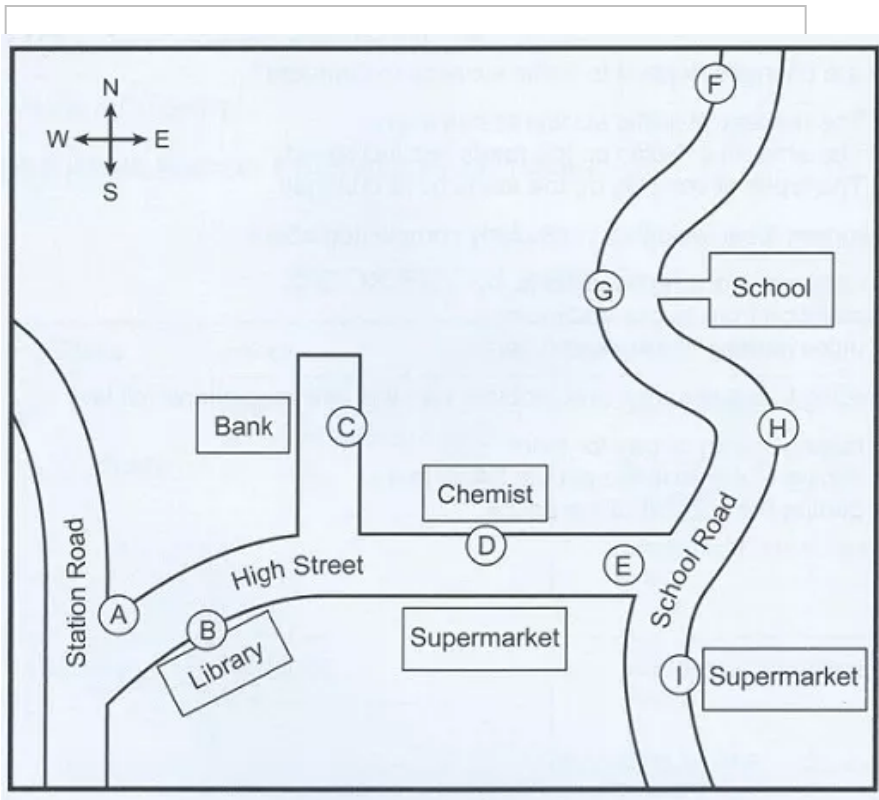 N
W E
S
F
G
School
Bank
C
H
Chemist
D
High Street
E
School Road
Station Road
A
B
Library
Supermarket
I
Supermarket